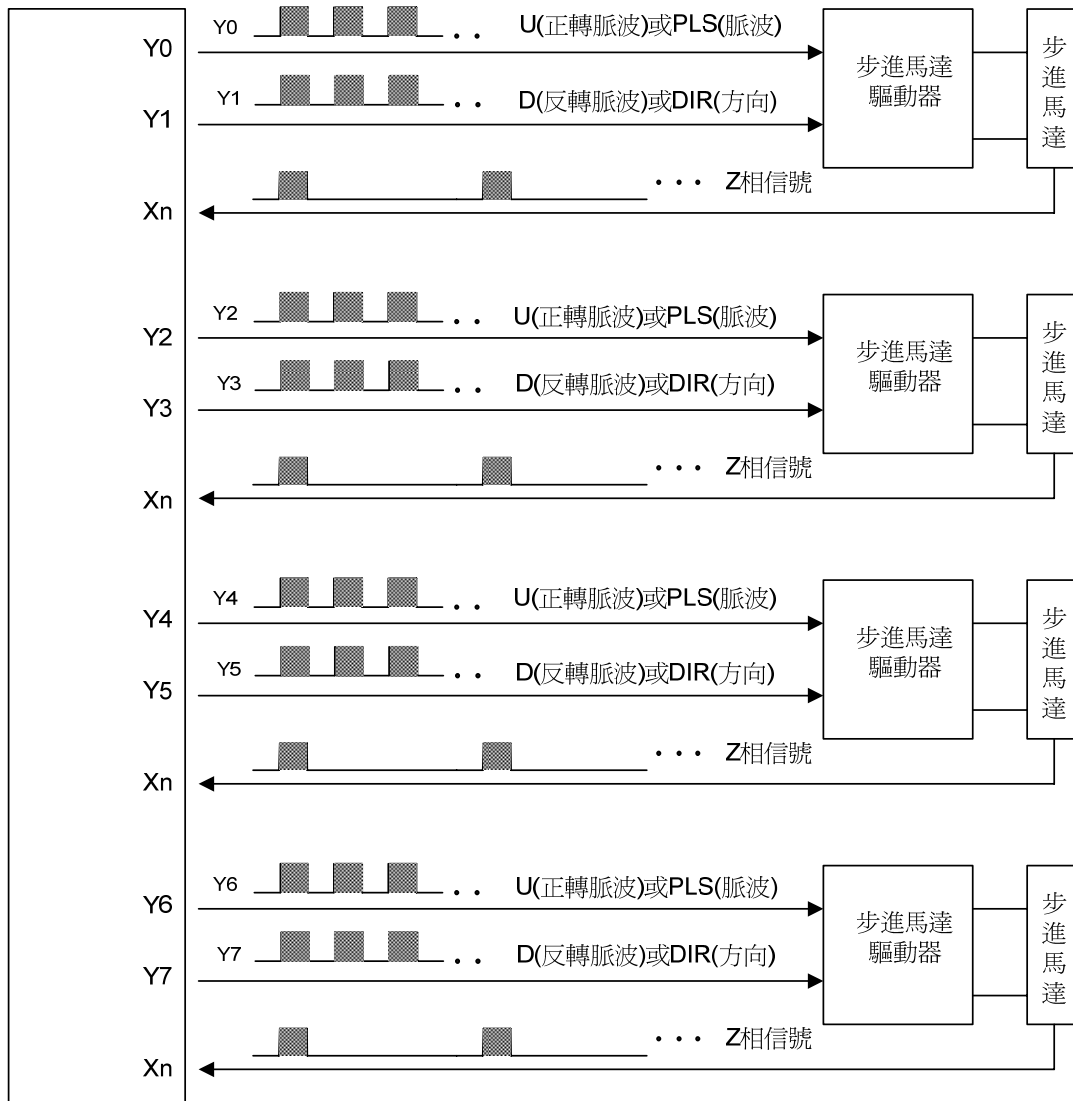 Y0
U(正轉脈波)或PLS(脈波)
Y0
步進馬達
驅動器
步進馬達
Y1
D(反轉脈波)或DIR(方向)
Y1
Z相信號
Xn
Y2
U(正轉脈波)或PLS(脈波)
Y2
步進馬達
驅動器
步進馬達
Y3
D(反轉脈波)或DIR(方向)
Y3
Z相信號
Xn
Y4
U(正轉脈波)或PLS(脈波)
Y4
步進馬達
驅動器
步進馬達
Y5
D(反轉脈波)或DIR(方向)
Y5
Z相信號
Xn
Y6
U(正轉脈波)或PLS(脈波)
Y6
步進馬達
驅動器
步進馬達
Y7
D(反轉脈波)或DIR(方向)
Y7
Z相信號
Xn